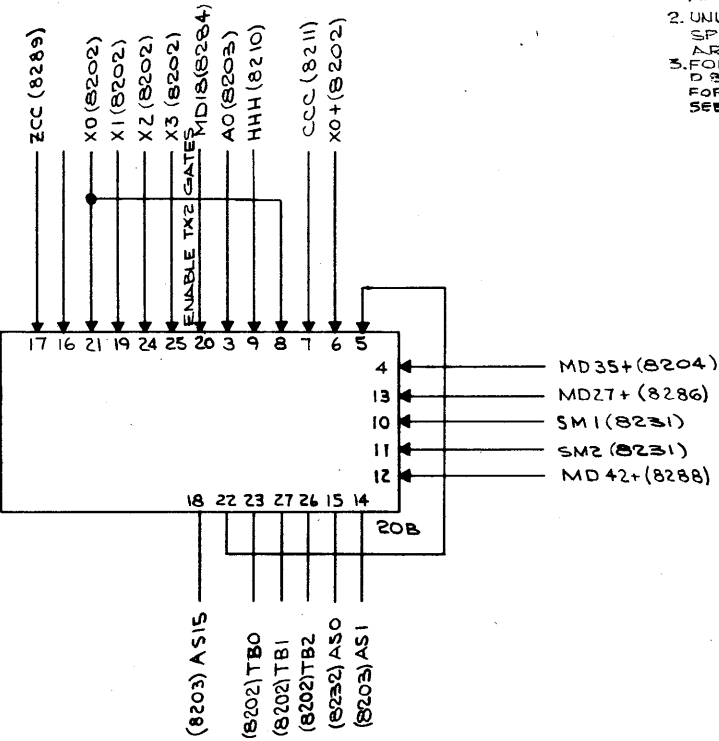 2. UNL
SP
AR
3. FOR
D 8
FOR
SEE
ZCC (8289)
X0 (8202)
X1 (8202)
X2 (8202)
X3 (8202)
ENABLE TX2 GATES
MD18 (8284)
A0 (8203)
HHH (8210)
CCC (8211)
X0+ (8202)
17 16 21 19 24 25 20 3 9 8 7 6 5
4 MD35+ (8204)
13 MD27+ (8286)
10 SM1 (8231)
11 SM2 (8231)
12 MD42+ (8288)
18 22 23 27 26 15 14
20B
(8203) AS15
(8202) TB0
(8202) TB1
(8202) TB2
(8232) AS0
(8203) AS1